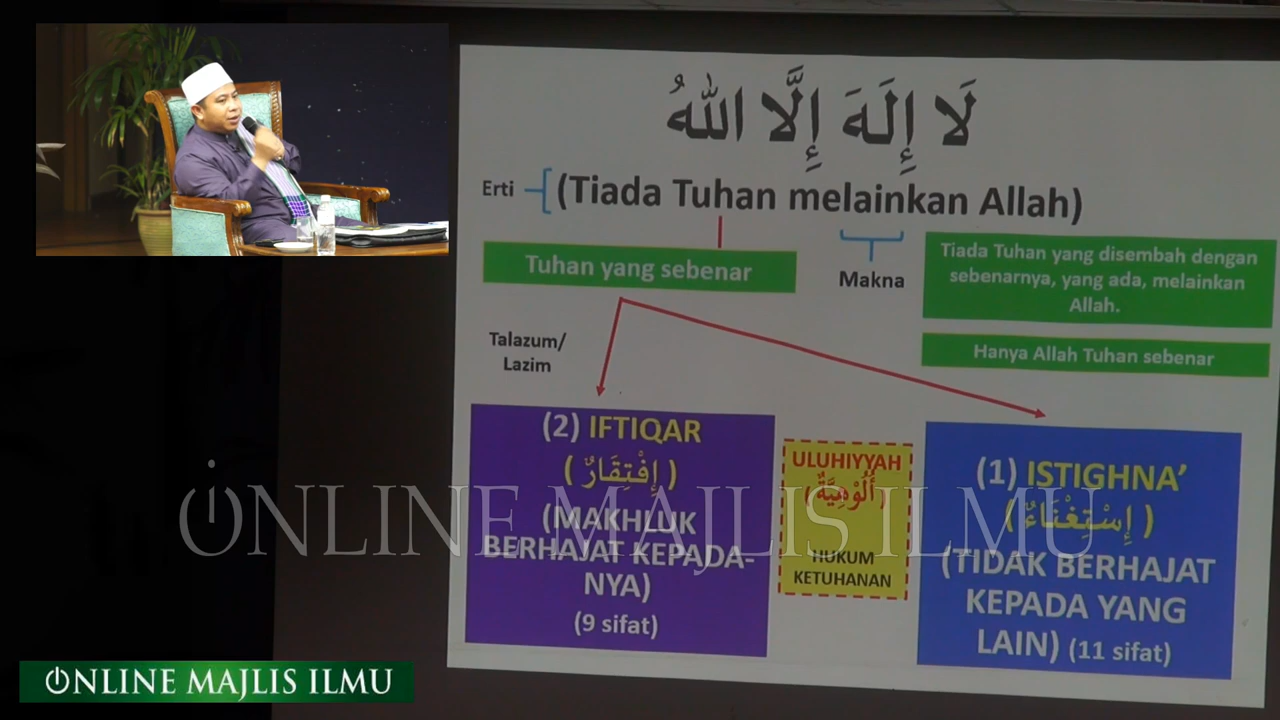 لَا إِلَهَ إِلَّا اللهُ
Erti
(Tiada Tuhan melainkan Allah)
Tuhan yang sebenar
Makna
Tiada Tuhan yang disembah dengan
sebenarnya, yang ada, melainkan
Allah.
Hanya Allah Tuhan sebenar
Talazum/
Lazim
(2) IFTIQAR
( إِفْتِقَارٌ )
(MAKHLUK
BERHAJAT KEPADA-
NYA)
(9 sifat)
ULUHIYYAH
(أُلُوْهِيَّةٌ)
HUKUM
KETUHANAN
(1) ISTIGHNA’
( إِسْتِغْنَاءٌ )
(TIDAK BERHAJAT
KEPADA YANG
LAIN) (11 sifat)
ONLINE MAJLIS ILMU
ONLINE MAJLIS ILMU